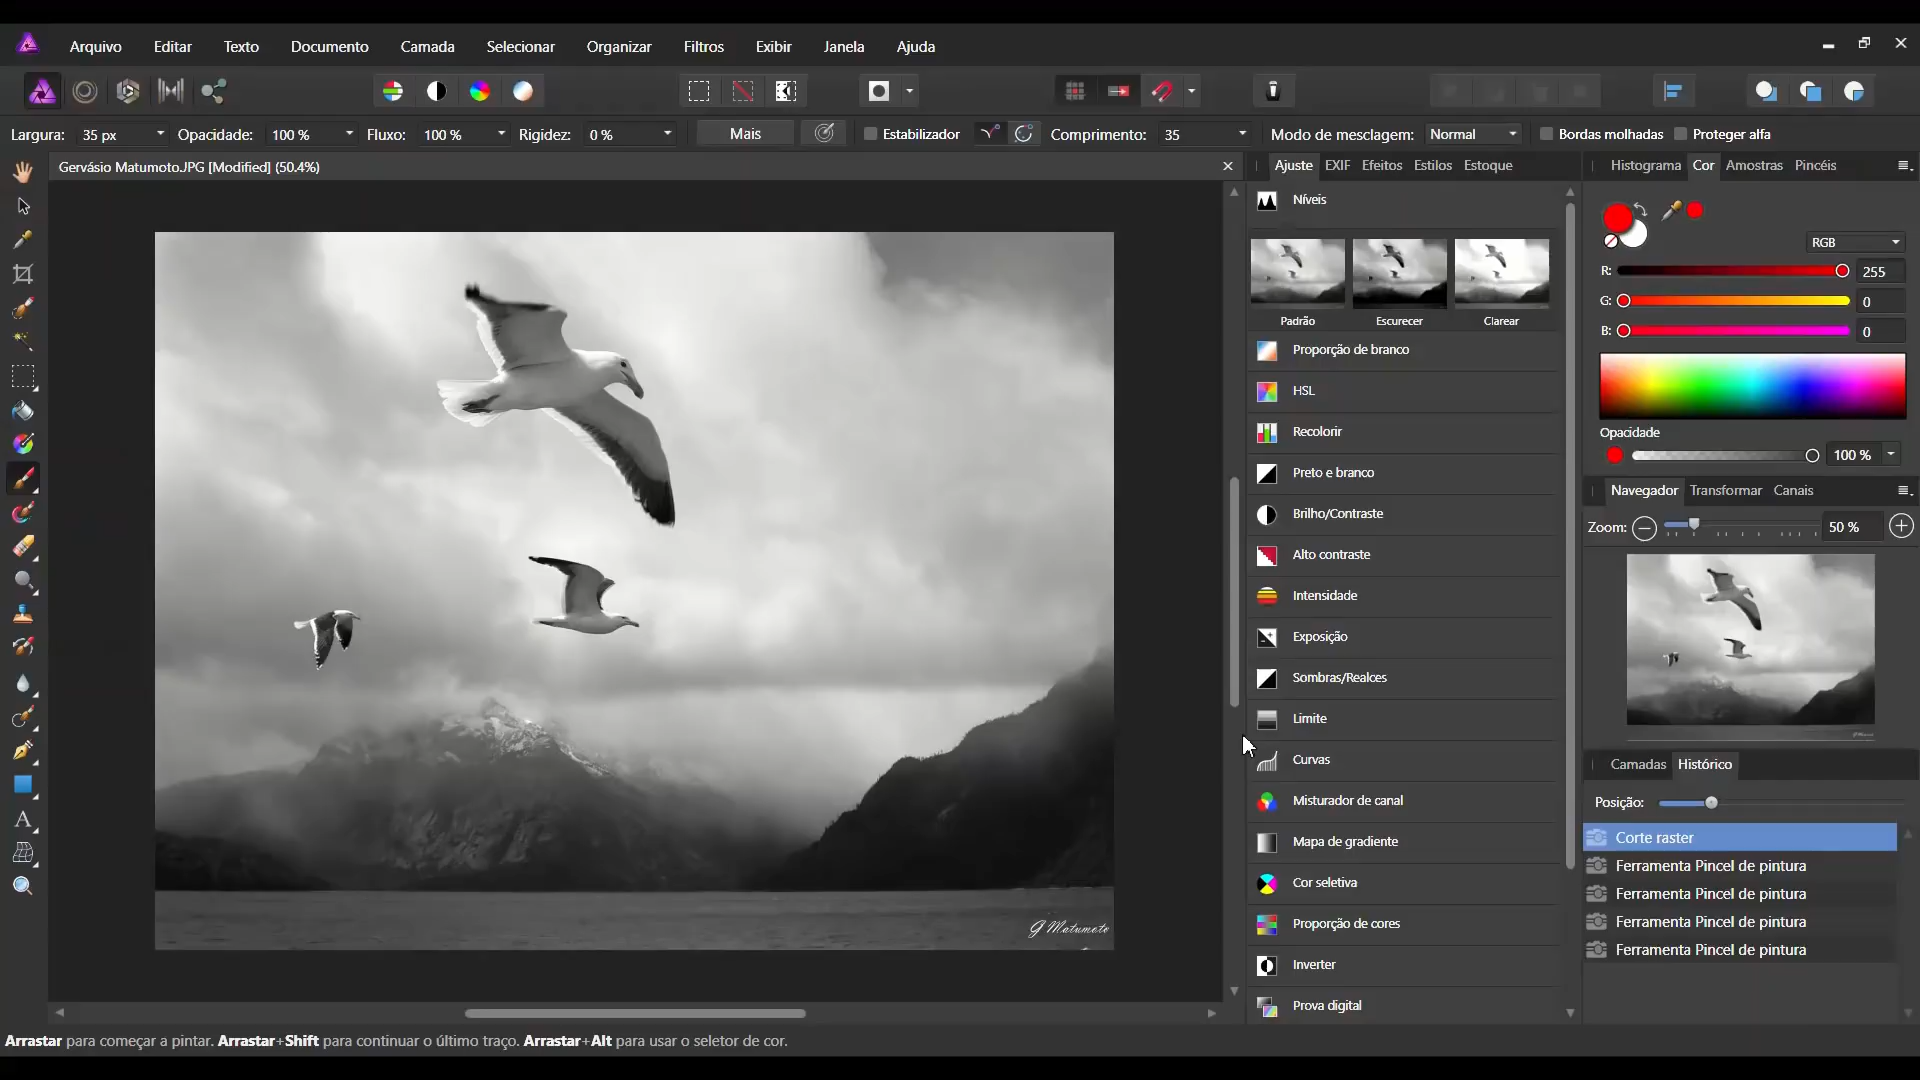 Arquivo Editar Texto Documento Camada Selecionar Organizar Filtros Exibir Janela Ajuda
Largura: 35 px Opacidade: 100 % Fluxo: 100 % Rigidez: 0 % Mais Estabilizador Comprimento: 35 Modo de mesclagem: Normal Bordas molhadas Proteger alfa
Gervásio Matumoto.JPG [Modified] (50.4%)
G Matumoto
Ajuste EXIF Efeitos Estilos Estoque
Níveis
Padrão Escurecer Clarear
Proporção de branco
HSL
Recolorir
Preto e branco
Brilho/Contraste
Alto contraste
Intensidade
Exposição
Sombras/Realces
Limite
Curvas
Misturador de canal
Mapa de gradiente
Cor seletiva
Proporção de cores
Inverter
Prova digital
Histograma Cor Amostras Pincéis
RGB
R: 255
G: 0
B: 0
Opacidade
100 %
Navegador Transformar Canais
Zoom: 50 %
Camadas Histórico
Posição:
Corte raster
Ferramenta Pincel de pintura
Ferramenta Pincel de pintura
Ferramenta Pincel de pintura
Ferramenta Pincel de pintura
Arrastar para começar a pintar. Arrastar+Shift para continuar o último traço. Arrastar+Alt para usar o seletor de cor.